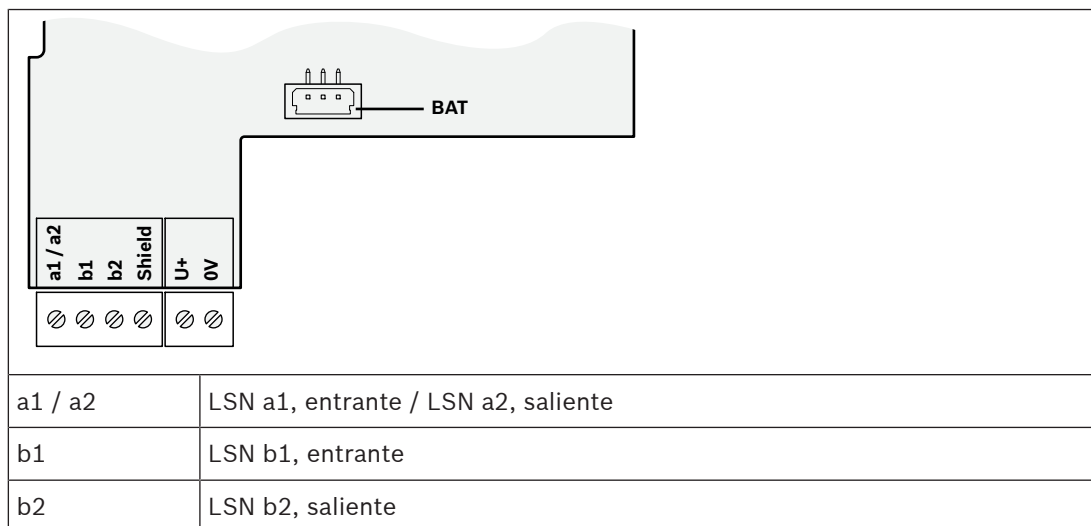 BAT
a1 / a2
b1
b2
Shield
U+
0V
a1 / a2 LSN a1, entrante / LSN a2, saliente
b1 LSN b1, entrante
b2 LSN b2, saliente